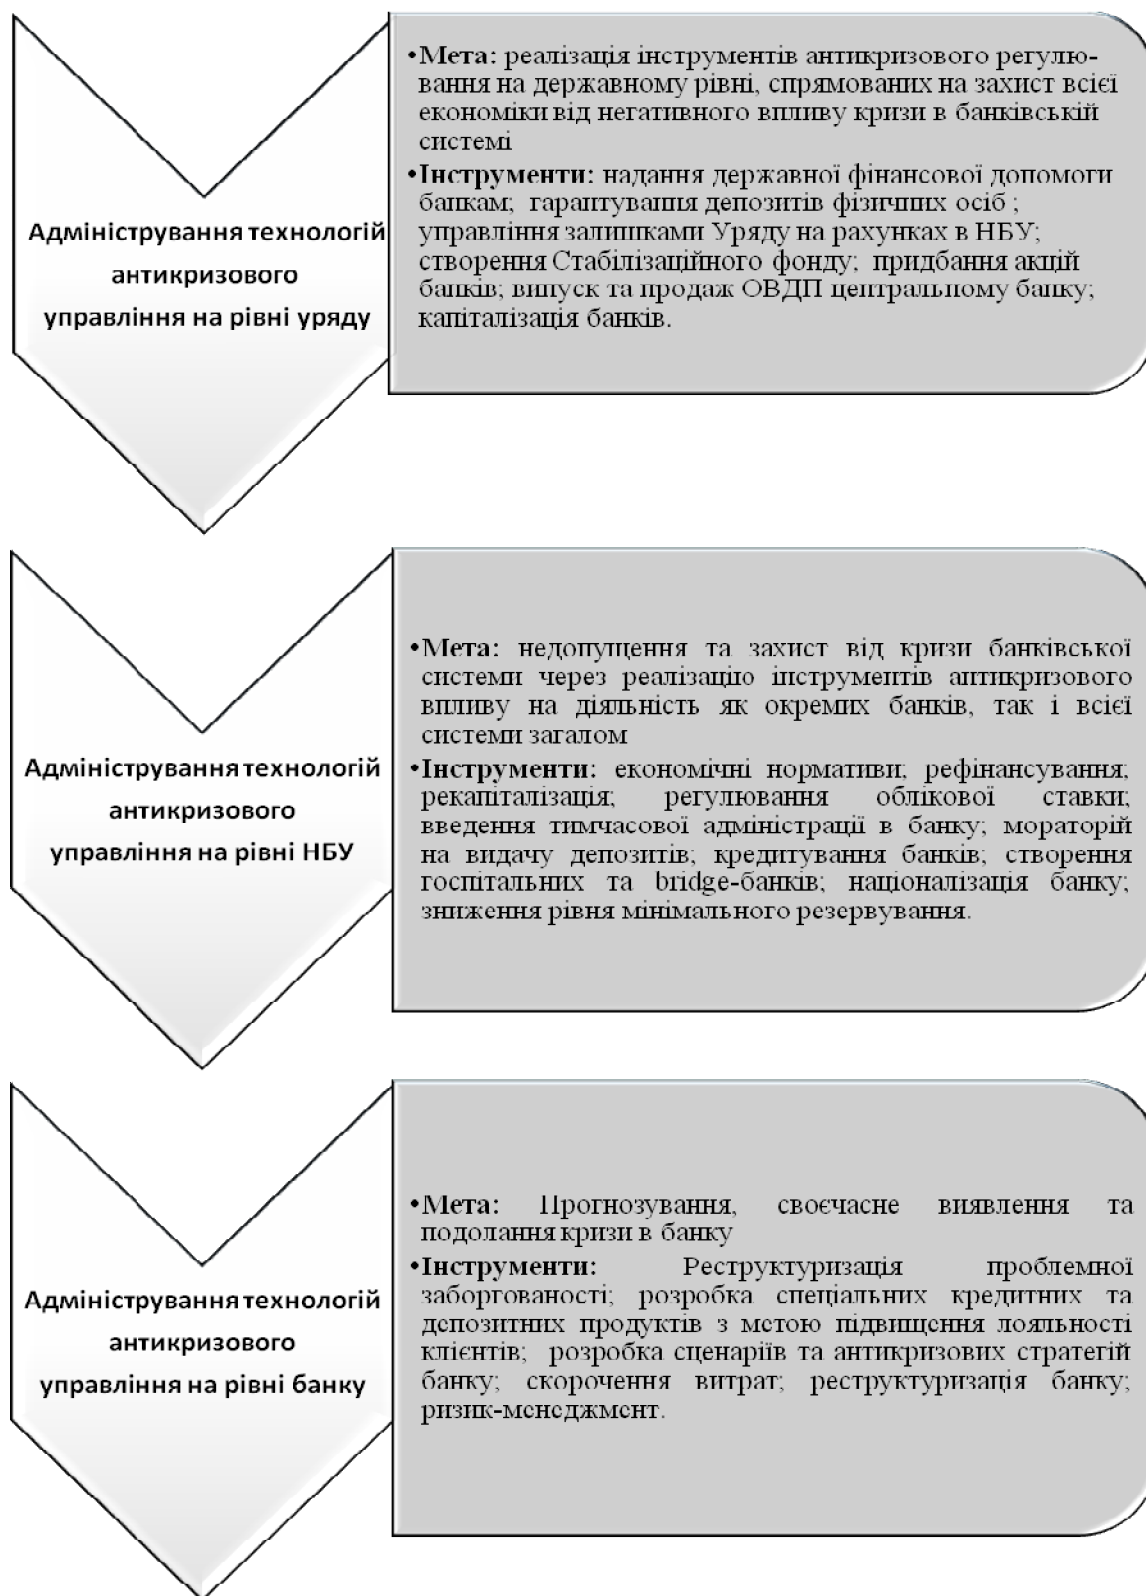 Адміністрування технологій
антикризового
управління на рівні уряду
•Мета: реалізація інструментів антикризового регулю-
вання на державному рівні, спрямованих на захист всієї
економіки від негативного впливу кризи в банківській
системі
•Інструменти: надання державної фінансової допомоги
банкам; гарантування депозитів фізичних осіб ;
управління залишками Уряду на рахунках в НБУ;
створення Стабілізаційного фонду; придбання акцій
банків; випуск та продаж ОВДП центральному банку;
капіталізація банків.
Адміністрування технологій
антикризового
управління на рівні НБУ
•Мета: недопущення та захист від кризи банківської
системи через реалізацію інструментів антикризового
впливу на діяльність як окремих банків, так і всієї
системи загалом
•Інструменти: економічні нормативи; рефінансування;
рекапіталізація; регулювання облікової ставки;
введення тимчасової адміністрації в банку; мораторій
на видачу депозитів; кредитування банків; створення
госпітальних та bridge-банків; націоналізація банку;
зниження рівня мінімального резервування.
Адміністрування технологій
антикризового
управління на рівні банку
•Мета: Прогнозування, своєчасне виявлення та
подолання кризи в банку
•Інструменти: Реструктуризація проблемної
заборгованості; розробка спеціальних кредитних та
депозитних продуктів з метою підвищення лояльності
клієнтів; розробка сценаріїв та антикризових стратегій
банку; скорочення витрат; реструктуризація банку;
ризик-менеджмент.